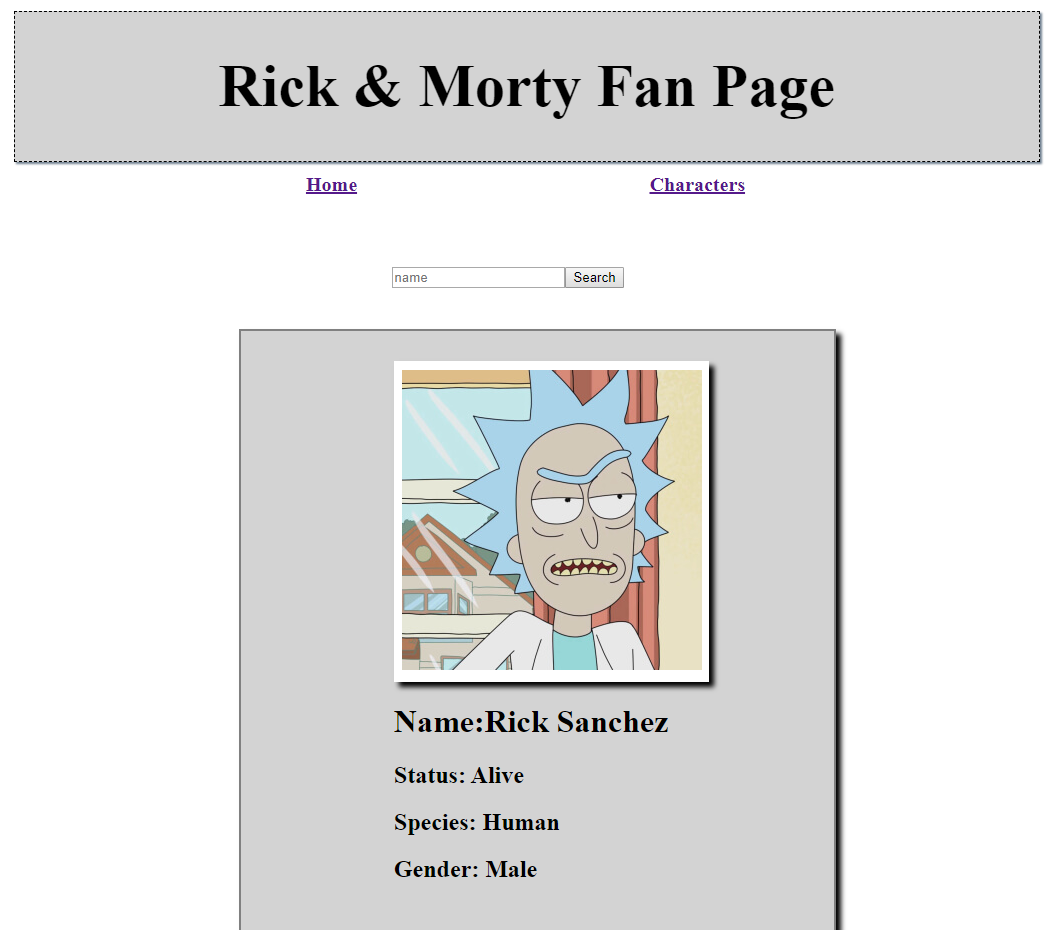 Rick & Morty Fan Page
Home Characters
name Search
Name:Rick Sanchez
Status: Alive
Species: Human
Gender: Male